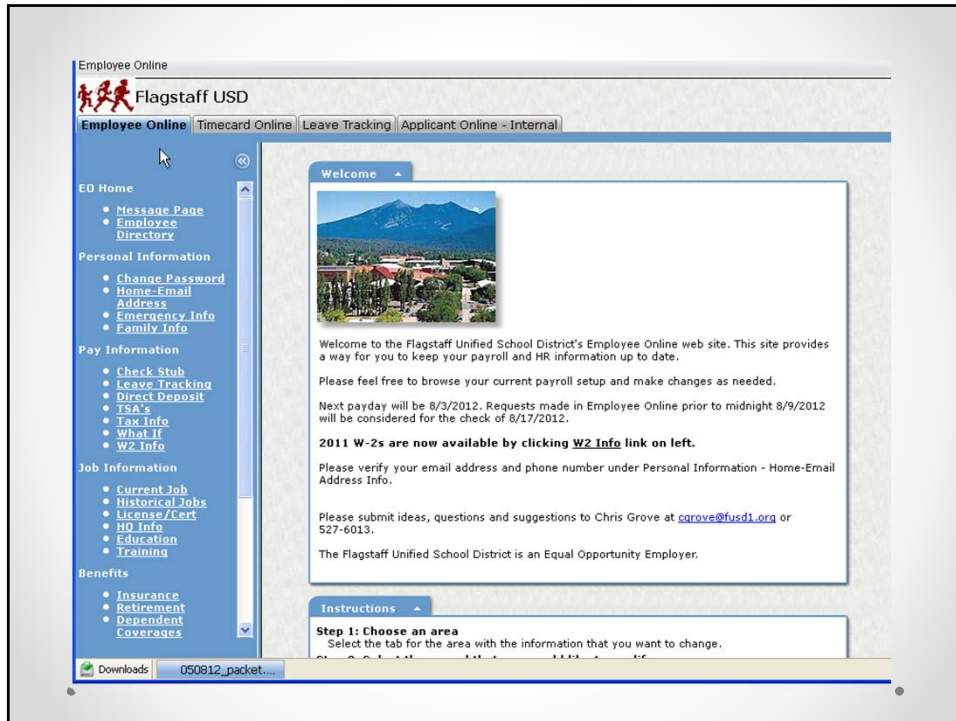 Employee Online
Flagstaff USD
Employee Online Timecard Online Leave Tracking Applicant Online - Internal
EO Home
Message Page
Employee
Directory
Personal Information
Change Password
Home-Email
Address
Emergency Info
Family Info
Pay Information
Check Stub
Leave Tracking
Direct Deposit
TSA's
Tax Info
What If
W2 Info
Job Information
Current Job
Historical Jobs
License/Cert
HQ Info
Education
Training
Benefits
Insurance
Retirement
Dependent
Coverages
Welcome
Welcome to the Flagstaff Unified School District's Employee Online web site. This site provides
a way for you to keep your payroll and HR information up to date.
Please feel free to browse your current payroll setup and make changes as needed.
Next payday will be 8/3/2012. Requests made in Employee Online prior to midnight 8/9/2012
will be considered for the check of 8/17/2012.
2011 W-2s are now available by clicking W2 Info link on left.
Please verify your email address and phone number under Personal Information - Home-Email
Address Info.
Please submit ideas, questions and suggestions to Chris Grove at cgrove@fusd1.org or
527-6013.
The Flagstaff Unified School District is an Equal Opportunity Employer.
Instructions
Step 1: Choose an area
Select the tab for the area with the information that you want to change.
Downloads 050812_packet....